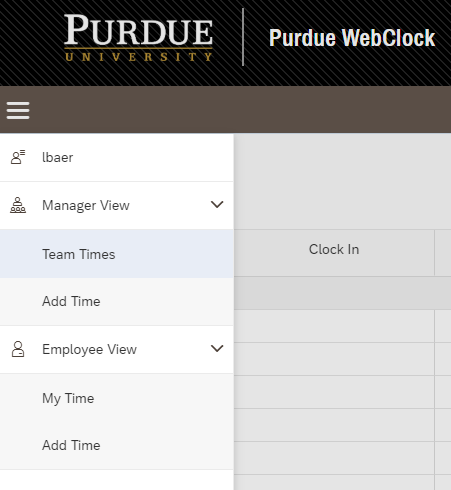 PURDUE
UNIVERSITY
Purdue WebClock
lbaer
Manager View
Team Times
Clock In
Add Time
Employee View
My Time
Add Time